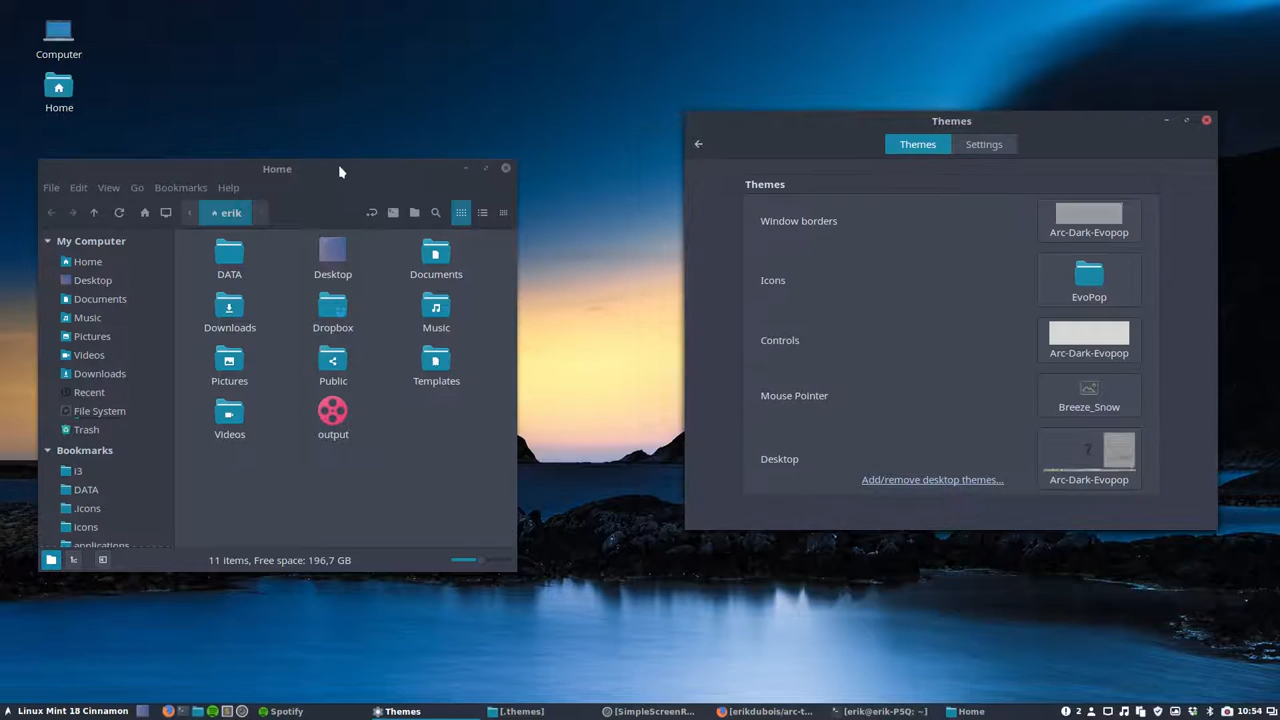 Computer
Home
Home
File Edit View Go Bookmarks Help
erik
My Computer
Home
Desktop
Documents
Music
Pictures
Videos
Downloads
Recent
File System
Trash
Bookmarks
i3
DATA
.icons
icons
applications
DATA
Desktop
Documents
Downloads
Dropbox
Music
Pictures
Public
Templates
Videos
output
11 items, Free space: 196,7 GB
Themes
Themes Settings
Themes
Window borders
Arc-Dark-Evopop
Icons
EvoPop
Controls
Arc-Dark-Evopop
Mouse Pointer
Breeze_Snow
Desktop
Add/remove desktop themes...
Arc-Dark-Evopop
Linux Mint 18 Cinnamon
Spotify
Themes
[.themes]
[SimpleScreenR...
[erikdubois/arc-t...
[erik@erik-P5Q: ~]
Home
2
10:54